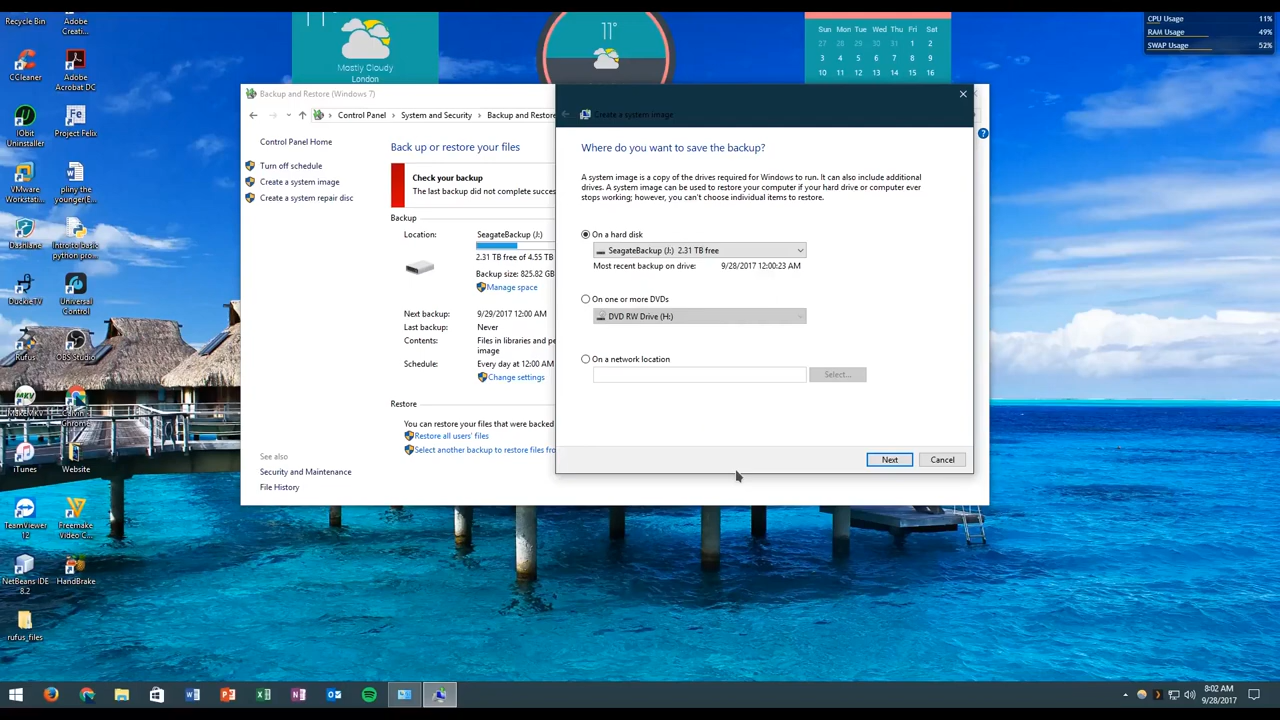 Recycle Bin
Adobe
Creati...
CCleaner
Adobe
Acrobat DC
IObit
Uninstaller
Project Felix
VMware
Workstati...
piny
younger(E...
Dashlane
Intro to basic
python pro...
DuckieTV
Universal
Control
Rufus
OBS Studio
MakeMKV
Calvin -
Chrome
iTunes
Website
TeamViewer
12
Freemake
Video C...
NetBeans IDE
8.2
HandBrake
rufus_files
11°
Mostly Cloudy
London
11°
Sun Mon Tue Wed Thu Fri Sat
27 28 29 30 31 1 2
3 4 5 6 7 8 9
10 11 12 13 14 15 16
CPU Usage 11%
RAM Usage 49%
SWAP Usage 52%
Backup and Restore (Windows 7)
Control Panel
System and Security
Backup and Restore
Control Panel Home
Turn off schedule
Create a system image
Create a system repair disc
See also
Security and Maintenance
File History
Back up or restore your files
Check your backup
The last backup did not complete succes
Backup
Location: SeagateBackup (J:)
2.31 TB free of 4.55 TB
Backup size: 825.82 GB
Manage space
Next backup: 9/29/2017 12:00 AM
Last backup: Never
Contents: Files in libraries and pe
image
Schedule: Every day at 12:00 AM
Change settings
Restore
You can restore your files that were backed
Restore all users' files
Select another backup to restore files fro
Create a system image
Where do you want to save the backup?
A system image is a copy of the drives required for Windows to run. It can also include additional
drives. A system image can be used to restore your computer if your hard drive or computer ever
stops working; however, you can't choose individual items to restore.
On a hard disk
SeagateBackup (J:) 2.31 TB free
Most recent backup on drive: 9/28/2017 12:00:23 AM
On one or more DVDs
DVD RW Drive (H:)
On a network location
Select...
Next
Cancel
8:02 AM
9/28/2017